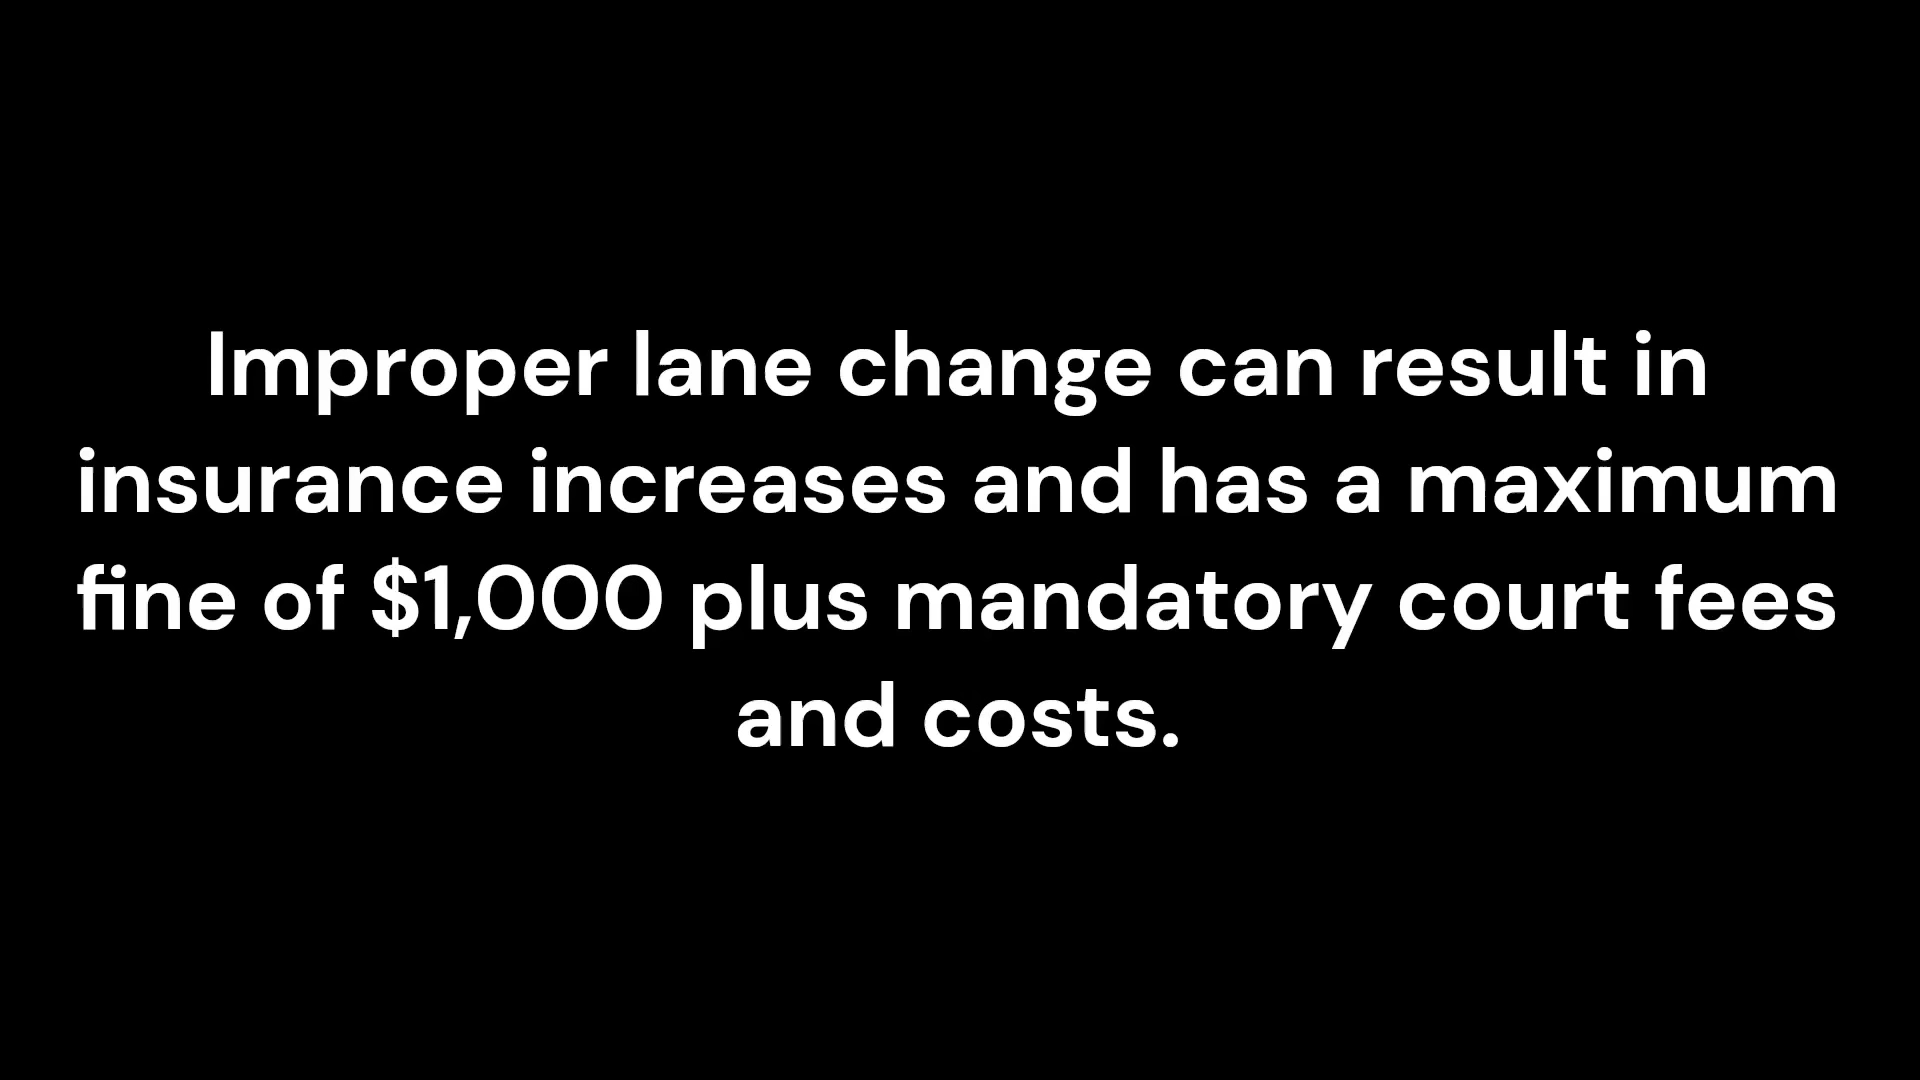 Improper lane change can result in
insurance increases and has a maximum
fine of $1,000 plus mandatory court fees
and costs.